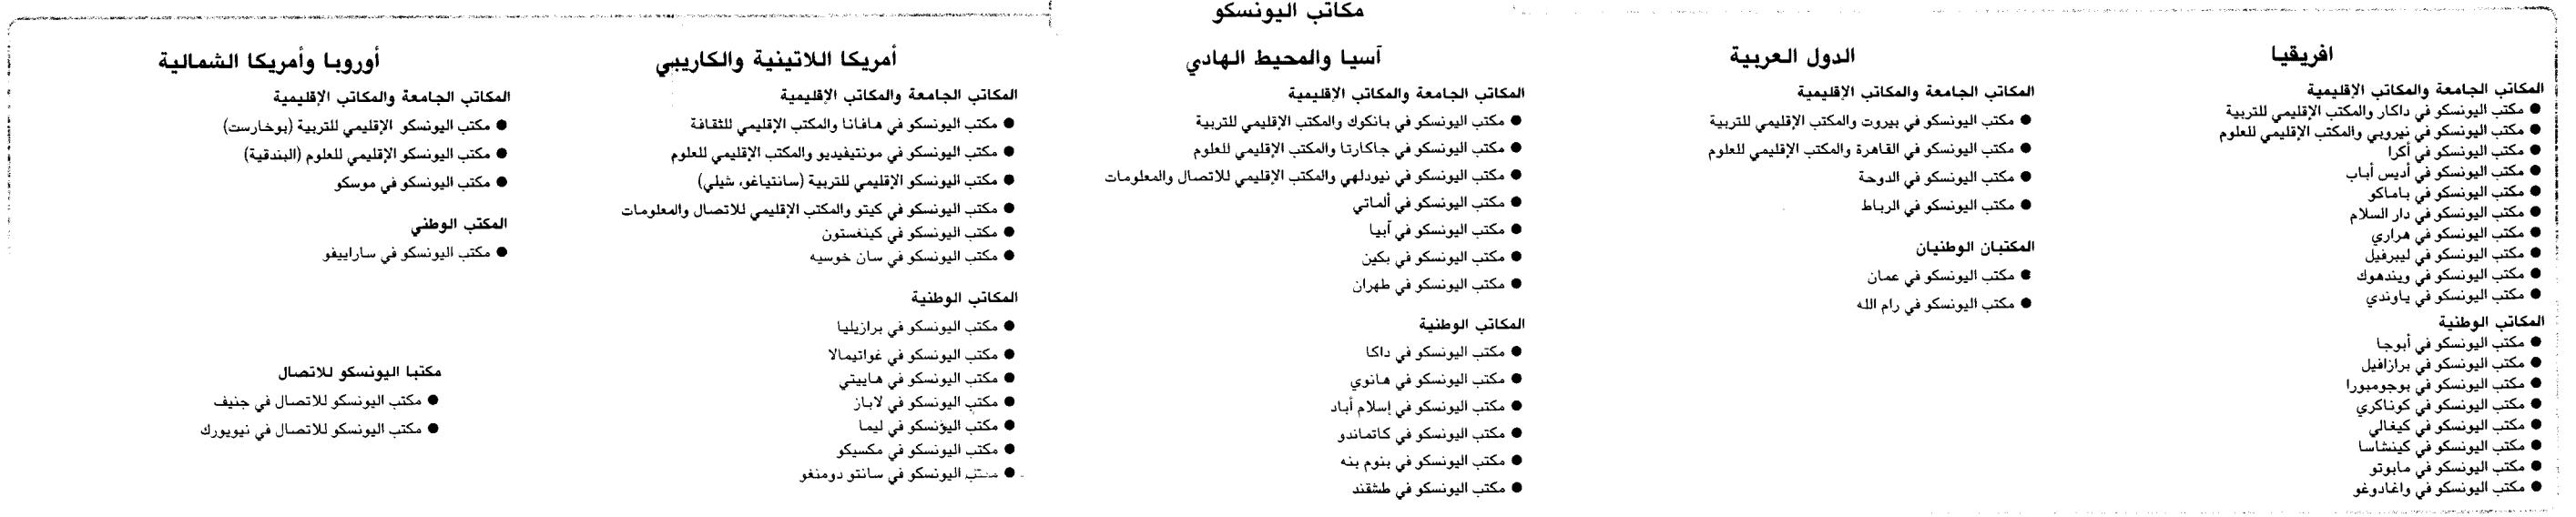 مكاتب اليونسكو
افريقيا
المكاتب الجامعة والمكاتب الإقليمية
● مكتب اليونسكو في داكار والمكتب الإقليمي للتربية
● مكتب اليونسكو في نيروبي والمكتب الإقليمي للعلوم
● مكتب اليونسكو في أكرا
● مكتب اليونسكو في أديس أباب
● مكتب اليونسكو في باماكو
● مكتب اليونسكو في دار السلام
● مكتب اليونسكو في هراري
● مكتب اليونسكو في ليبرفيل
● مكتب اليونسكو في ويندهوك
● مكتب اليونسكو في ياوندي
المكاتب الوطنية
● مكتب اليونسكو في أبوجا
● مكتب اليونسكو في برازافيل
● مكتب اليونسكو في بوجومبورا
● مكتب اليونسكو في كوناكري
● مكتب اليونسكو في كيغالي
● مكتب اليونسكو في كينشاسا
● مكتب اليونسكو في مابوتو
● مكتب اليونسكو في واغادوغو
الدول العربية
المكاتب الجامعة والمكاتب الإقليمية
● مكتب اليونسكو في بيروت والمكتب الإقليمي للتربية
● مكتب اليونسكو في القاهرة والمكتب الإقليمي للعلوم
● مكتب اليونسكو في الدوحة
● مكتب اليونسكو في الرباط
المكتبان الوطنيان
● مكتب اليونسكو في عمان
● مكتب اليونسكو في رام الله
آسيا والمحيط الهادي
المكاتب الجامعة والمكاتب الإقليمية
● مكتب اليونسكو في بانكوك والمكتب الإقليمي للتربية
● مكتب اليونسكو في جاكارتا والمكتب الإقليمي للعلوم
● مكتب اليونسكو في نيودلهي والمكتب الإقليمي للاتصال والمعلومات
● مكتب اليونسكو في ألماتي
● مكتب اليونسكو في آبيا
● مكتب اليونسكو في بكين
● مكتب اليونسكو في طهران
المكاتب الوطنية
● مكتب اليونسكو في داكا
● مكتب اليونسكو في هانوي
● مكتب اليونسكو في إسلام أباد
● مكتب اليونسكو في كاتماندو
● مكتب اليونسكو في بنوم بنه
● مكتب اليونسكو في طشقند
أمريكا اللاتينية والكاريبي
المكاتب الجامعة والمكاتب الإقليمية
● مكتب اليونسكو في هافانا والمكتب الإقليمي للثقافة
● مكتب اليونسكو في مونتيفيديو والمكتب الإقليمي للعلوم
● مكتب اليونسكو الإقليمي للتربية (سانتياغو، شيلي)
● مكتب اليونسكو في كيتو والمكتب الإقليمي للاتصال والمعلومات
● مكتب اليونسكو في كينغستون
● مكتب اليونسكو في سان خوسيه
المكاتب الوطنية
● مكتب اليونسكو في برازيليا
● مكتب اليونسكو في غواتيمالا
● مكتب اليونسكو في هاييتي
● مكتب اليونسكو في لاباز
● مكتب اليونسكو في ليما
● مكتب اليونسكو في مكسيكو
● مكتب اليونسكو في سانتو دومنغو
أوروبا وأمريكا الشمالية
المكاتب الجامعة والمكاتب الإقليمية
● مكتب اليونسكو الإقليمي للتربية (بوخارست)
● مكتب اليونسكو الإقليمي للعلوم (البندقية)
● مكتب اليونسكو في موسكو
المكتب الوطني
● مكتب اليونسكو في ساراييفو
مكتبا اليونسكو للاتصال
● مكتب اليونسكو للاتصال في جنيف
● مكتب اليونسكو للاتصال في نيويورك